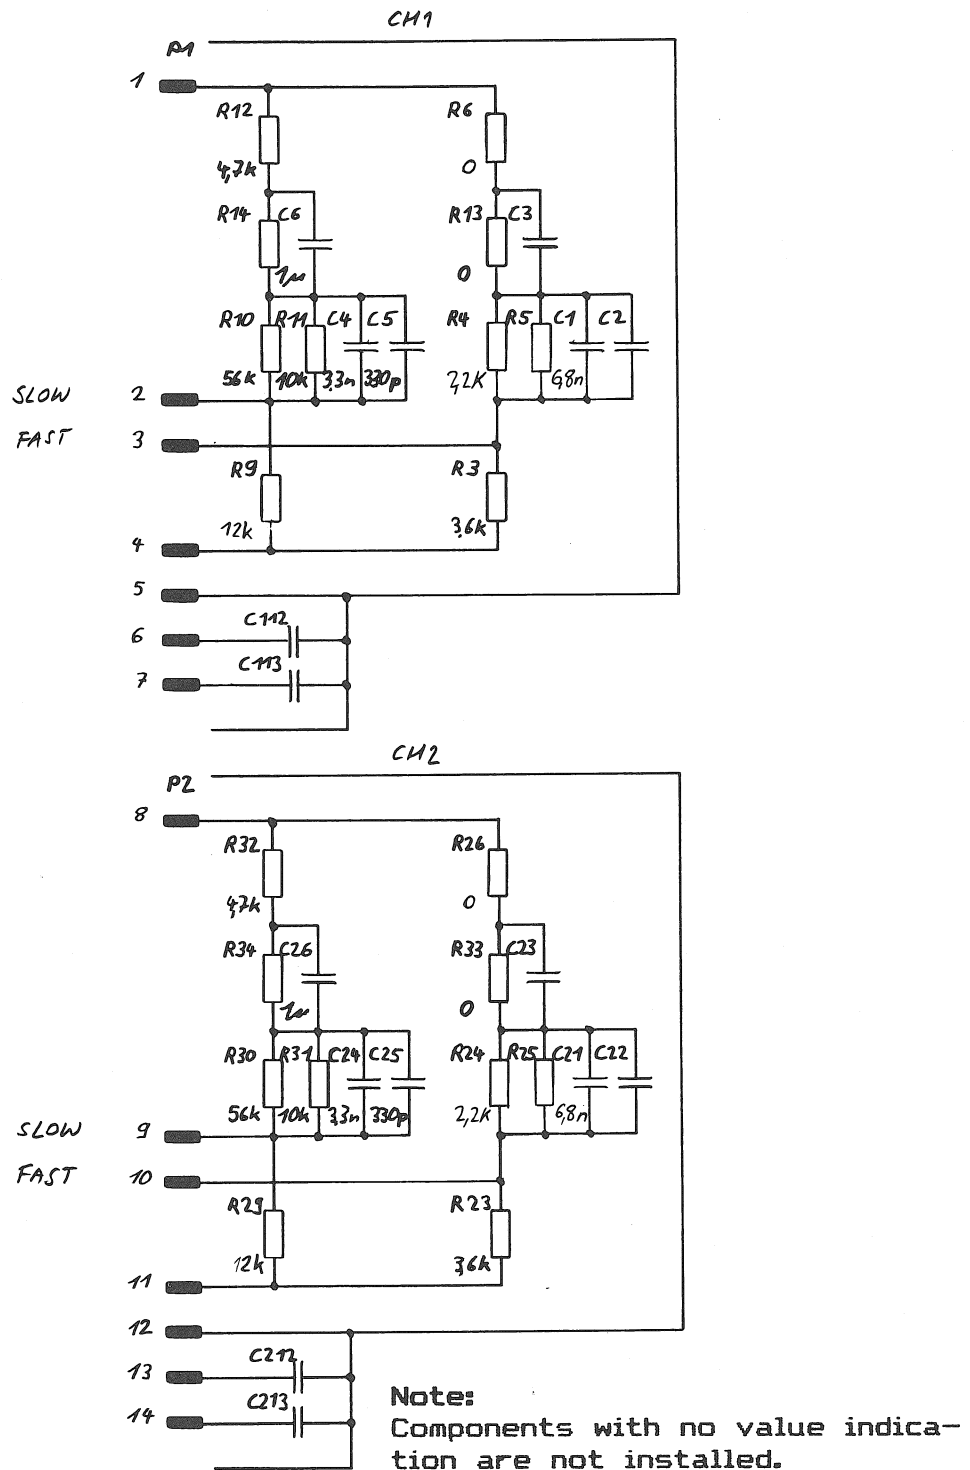 CH1
P1
1
R12 R6
4,7k 0
R14 C6 R13 C3
1µ 0
R10 R11 C4 C5 R4 R5 C1 C2
56k 10k 3,3n 330p 2,2K 6,8n
SLOW 2
FAST 3
R9 R3
12k 3,6k
4
5
C112
6
C113
7
CH2
P2
8
R32 R26
4,7k 0
R34 C26 R33 C23
1µ 0
R30 R31 C24 C25 R24 R25 C21 C22
56k 10k 3,3n 330p 2,2k 6,8n
SLOW 9
FAST 10
R29 R23
12k 3,6k
11
12
C212
13
C213
14
Note:
Components with no value indica-
tion are not installed.